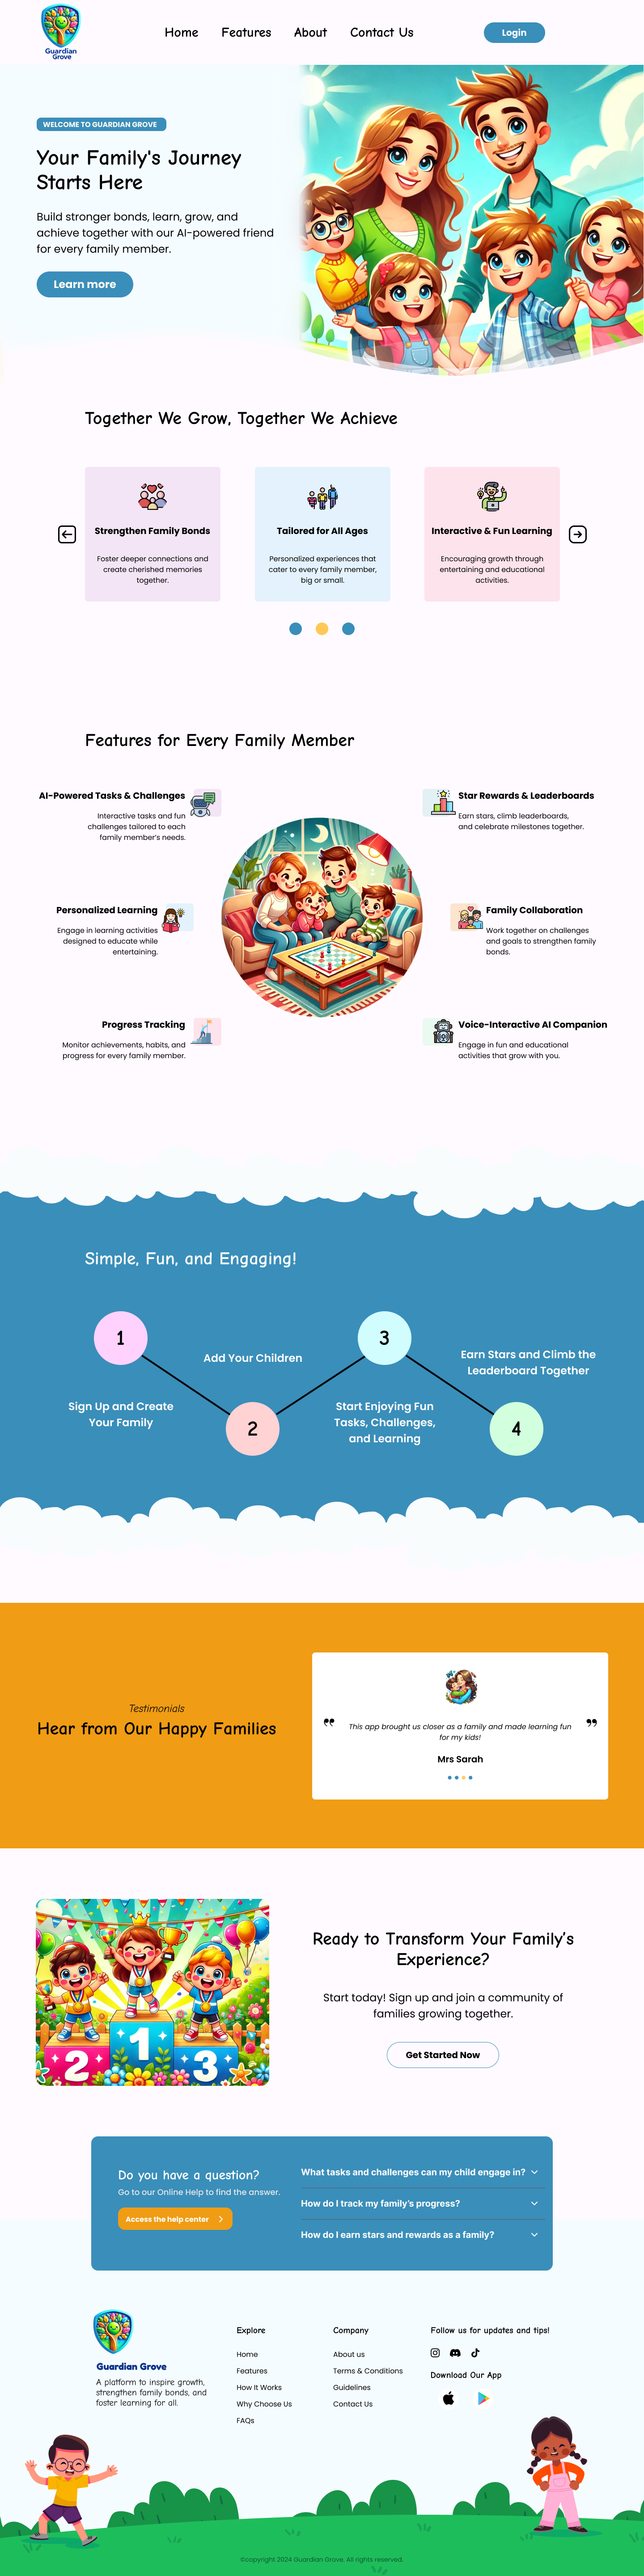 Guardian
Grove
Home
Features
About
Contact Us
Login
WELCOME TO GUARDIAN GROVE
Your Family's Journey
Starts Here
Build stronger bonds, learn, grow, and
achieve together with our AI-powered friend
for every family member.
Learn more
Together We Grow, Together We Achieve
Strengthen Family Bonds
Foster deeper connections and
create cherished memories
together.
Tailored for All Ages
Personalized experiences that
cater to every family member,
big or small.
Interactive & Fun Learning
Encouraging growth through
entertaining and educational
activities.
Features for Every Family Member
AI-Powered Tasks & Challenges
Interactive tasks and fun
challenges tailored to each
family member's needs.
Star Rewards & Leaderboards
Earn stars, climb leaderboards,
and celebrate milestones together.
Personalized Learning
Engage in learning activities
designed to educate while
entertaining.
Family Collaboration
Work together on challenges
and goals to strengthen family
bonds.
Progress Tracking
Monitor achievements, habits, and
progress for every family member.
Voice-Interactive AI Companion
Engage in fun and educational
activities that grow with you.
Simple, Fun, and Engaging!
1
Sign Up and Create
Your Family
Add Your Children
2
3
Start Enjoying Fun
Tasks, Challenges,
and Learning
Earn Stars and Climb the
Leaderboard Together
4
Testimonials
Hear from Our Happy Families
This app brought us closer as a family and made learning fun
for my kids!
Mrs Sarah
2
1
3
Ready to Transform Your Family's
Experience?
Start today! Sign up and join a community of
families growing together.
Get Started Now
Do you have a question?
Go to our Online Help to find the answer.
Access the help center
What tasks and challenges can my child engage in?
How do I track my family's progress?
How do I earn stars and rewards as a family?
Guardian Grove
A platform to inspire growth,
strengthen family bonds, and
foster learning for all.
Explore
Home
Features
How It Works
Why Choose Us
FAQs
Company
About us
Terms & Conditions
Guidelines
Contact Us
Follow us for updates and tips!
Download Our App
©copyright 2024 Guardian Grove. All rights reserved.